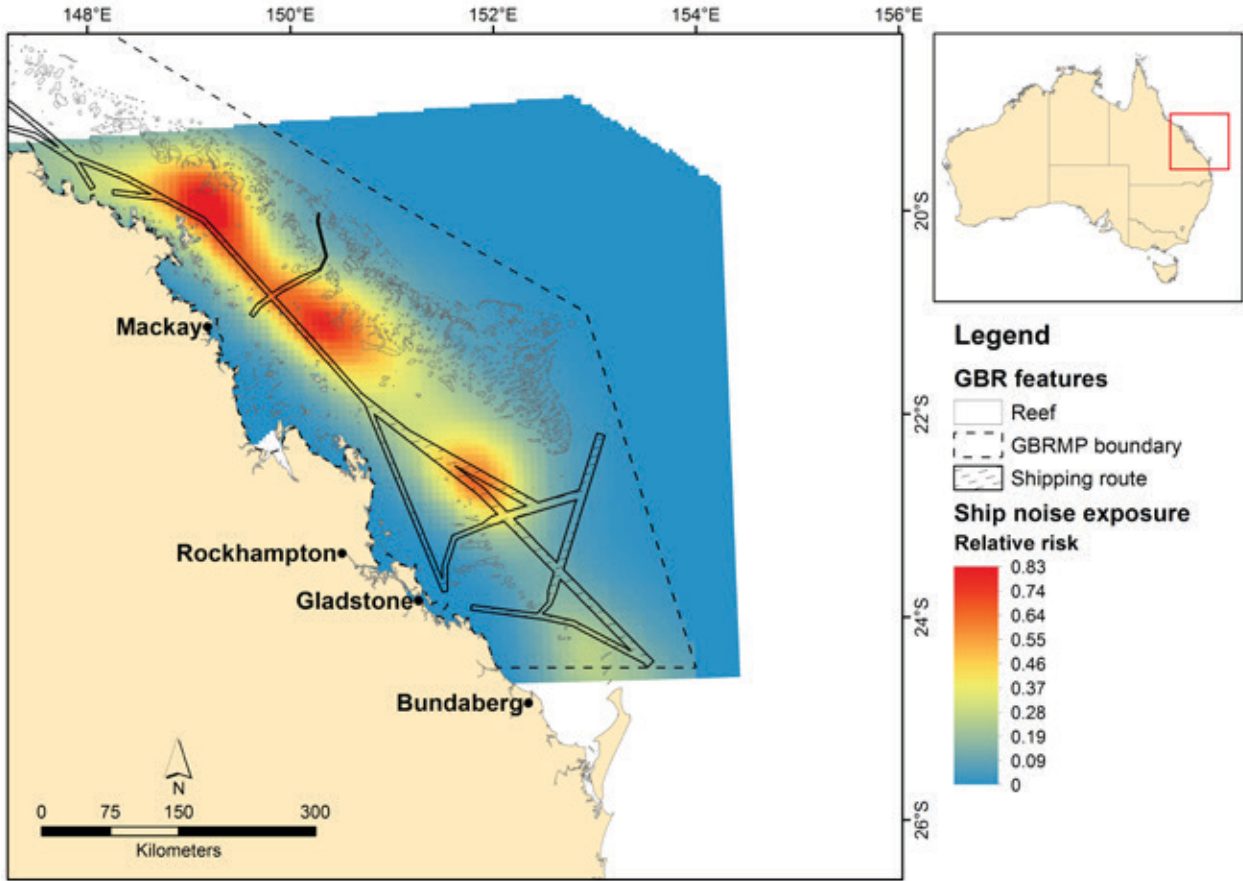 148°E 150°E 152°E 154°E 156°E
20°S
Mackay
22°S
Rockhampton
Gladstone
24°S
Bundaberg
26°S
N
0 75 150 300
Kilometers
Legend
GBR features
Reef
GBRMP boundary
Shipping route
Ship noise exposure
Relative risk
0.83
0.74
0.64
0.55
0.46
0.37
0.28
0.19
0.09
0